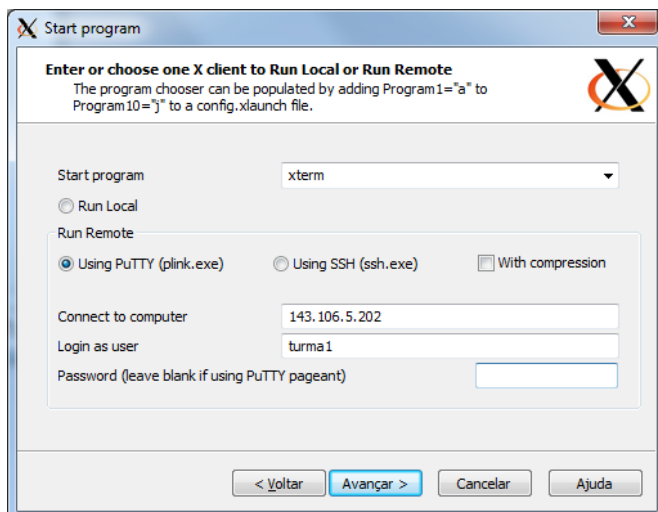 Start program
Enter or choose one X client to Run Local or Run Remote
The program chooser can be populated by adding Program1="a" to
Program10="j" to a config.xlaunch file.
Start program xterm
Run Local
Run Remote
Using PuTTY (plink.exe) Using SSH (ssh.exe) With compression
Connect to computer 143.106.5.202
Login as user turma1
Password (leave blank if using PuTTY pageant)
< Voltar Avançar > Cancelar Ajuda